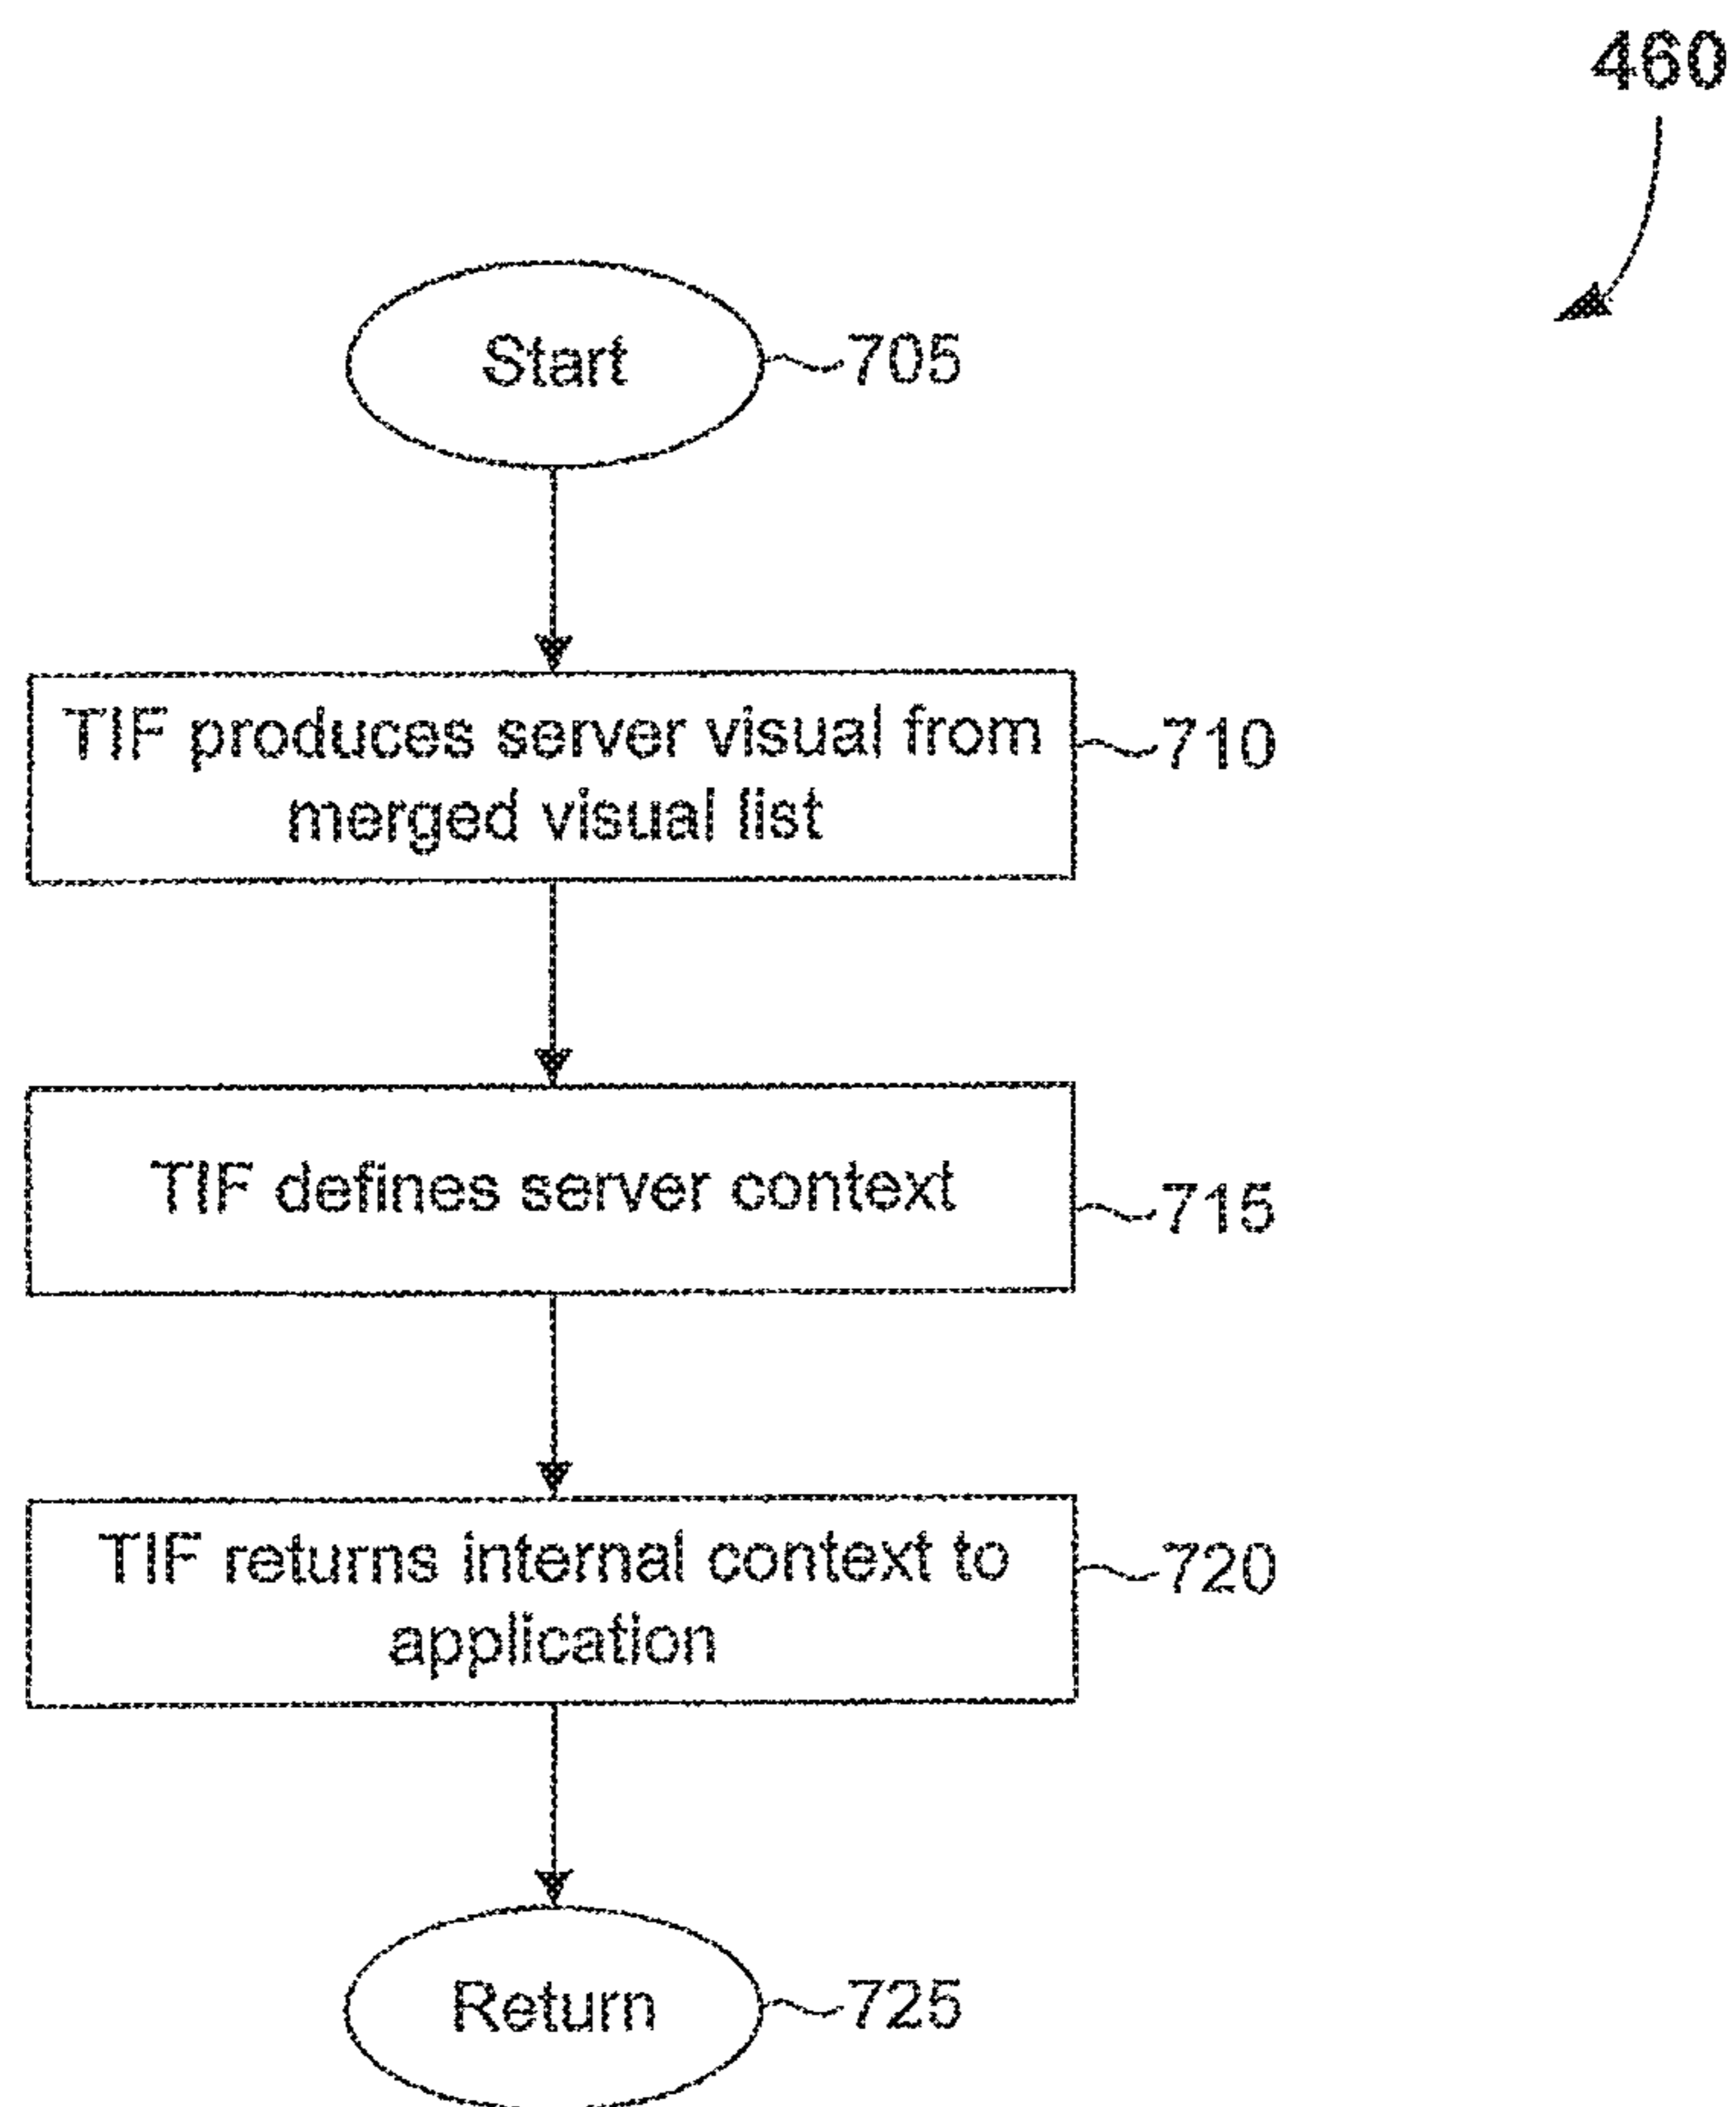 460
Start
705
TIF produces server visual from
merged visual list
710
TIF defines server context
715
TIF returns internal context to
application
720
Return
725